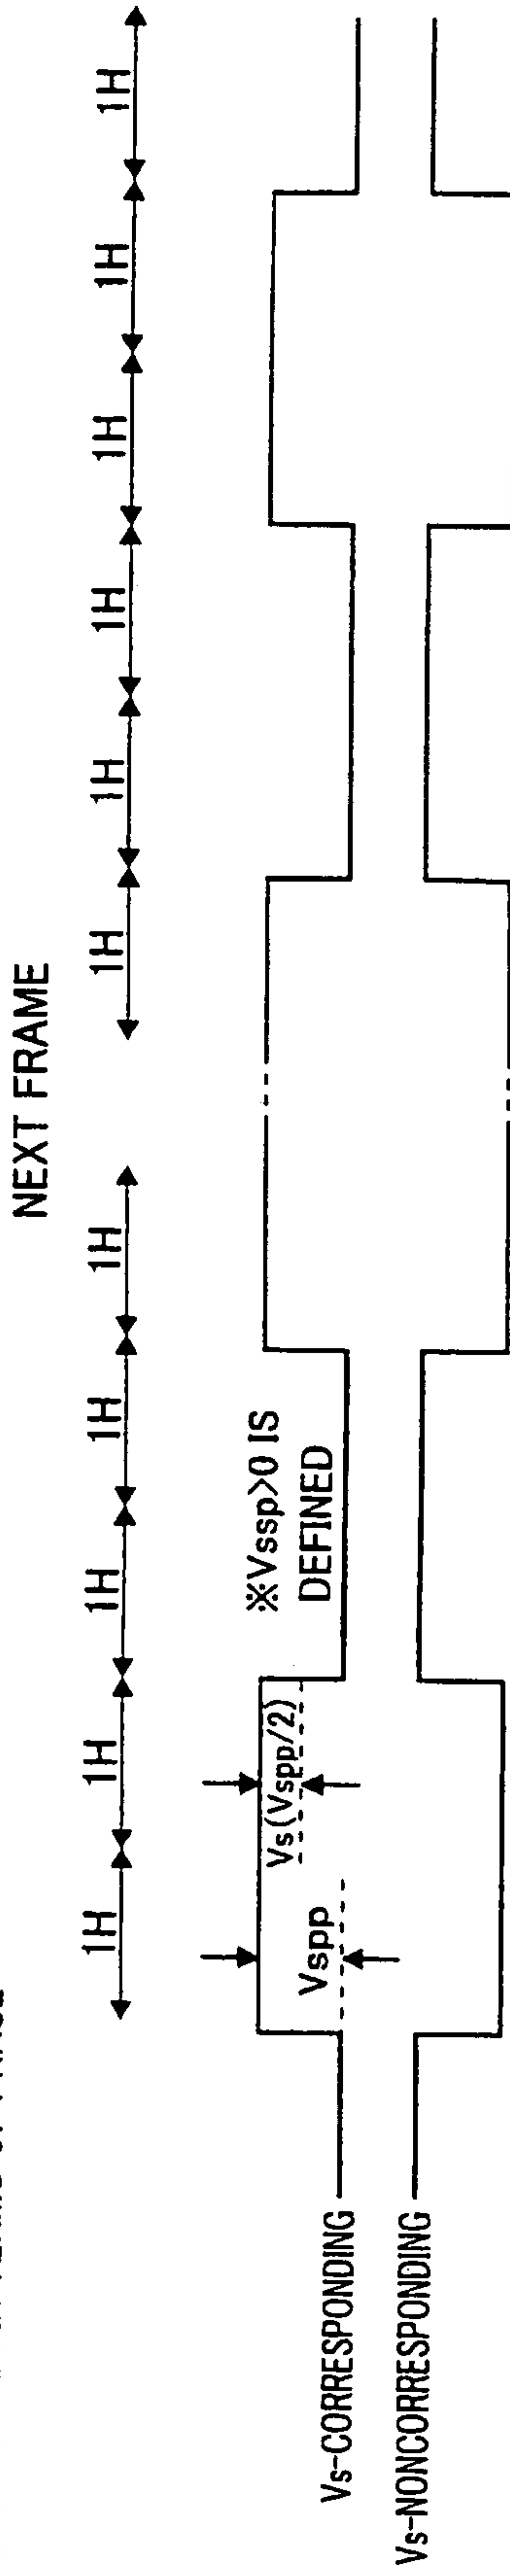 NEXT FRAME
1H 1H 1H 1H 1H 1H 1H 1H 1H 1H 1H
Vs(Vspp/2)
Vspp
※Vssp>0 IS
DEFINED
Vs-CORRESPONDING
Vs-NONCORRESPONDING